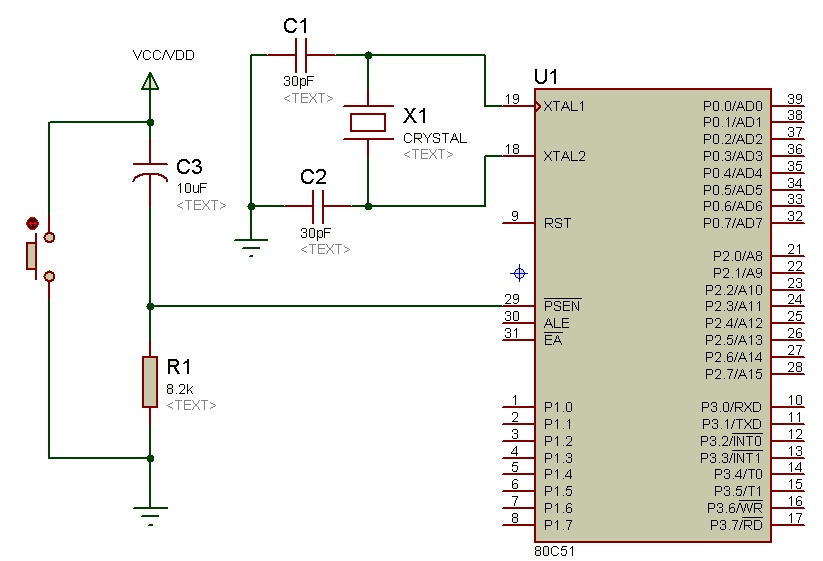 VCC/VDD
C3
10uF
<TEXT>
R1
8.2k
<TEXT>
C1
30pF
<TEXT>
X1
CRYSTAL
<TEXT>
C2
30pF
<TEXT>
U1
19 XTAL1
18 XTAL2
9 RST
29 PSEN
30 ALE
31 EA
1 P1.0
2 P1.1
3 P1.2
4 P1.3
5 P1.4
6 P1.5
7 P1.6
8 P1.7
P0.0/AD0 39
P0.1/AD1 38
P0.2/AD2 37
P0.3/AD3 36
P0.4/AD4 35
P0.5/AD5 34
P0.6/AD6 33
P0.7/AD7 32
P2.0/A8 21
P2.1/A9 22
P2.2/A10 23
P2.3/A11 24
P2.4/A12 25
P2.5/A13 26
P2.6/A14 27
P2.7/A15 28
P3.0/RXD 10
P3.1/TXD 11
P3.2/INT0 12
P3.3/INT1 13
P3.4/T0 14
P3.5/T1 15
P3.6/WR 16
P3.7/RD 17
80C51